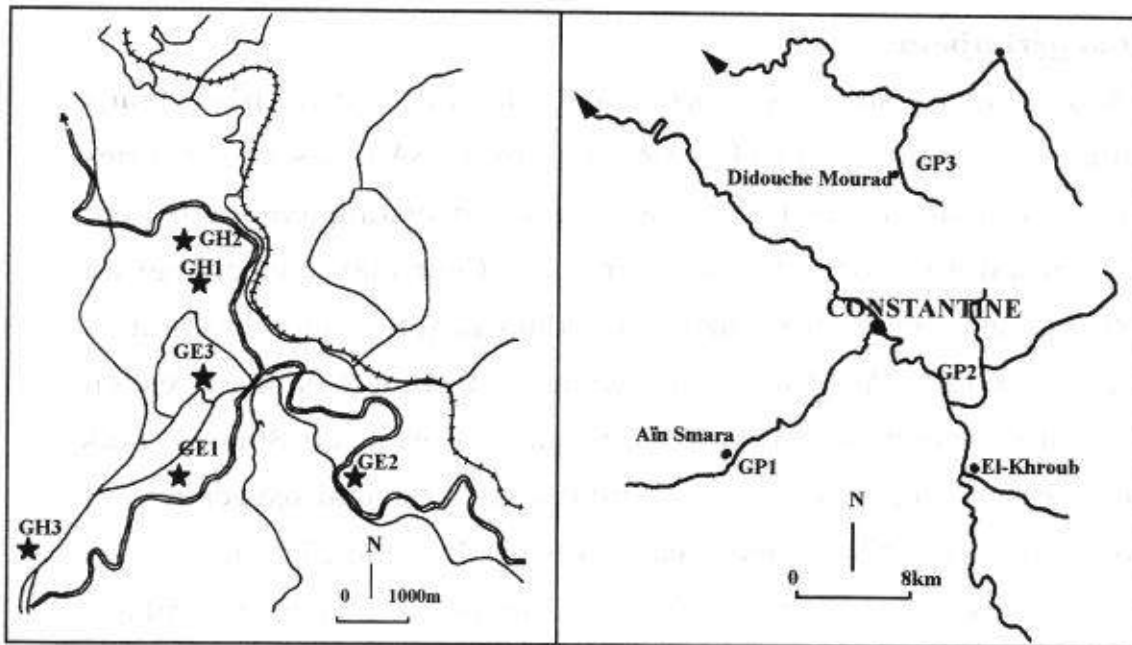 GH2
GH1
GE3
GE1
GE2
GH3
N
0 1000m
Didouche Mourad
GP3
CONSTANTINE
GP2
Aïn Smara
GP1
El-Khroub
N
0 8km